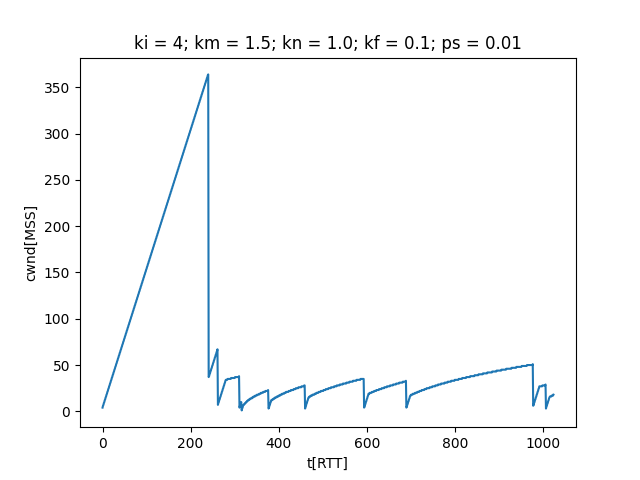 ki = 4; km = 1.5; kn = 1.0; kf = 0.1; ps = 0.01
350
300
250
200
150
100
50
0
cwnd[MSS]
0 200 400 600 800 1000
t[RTT]